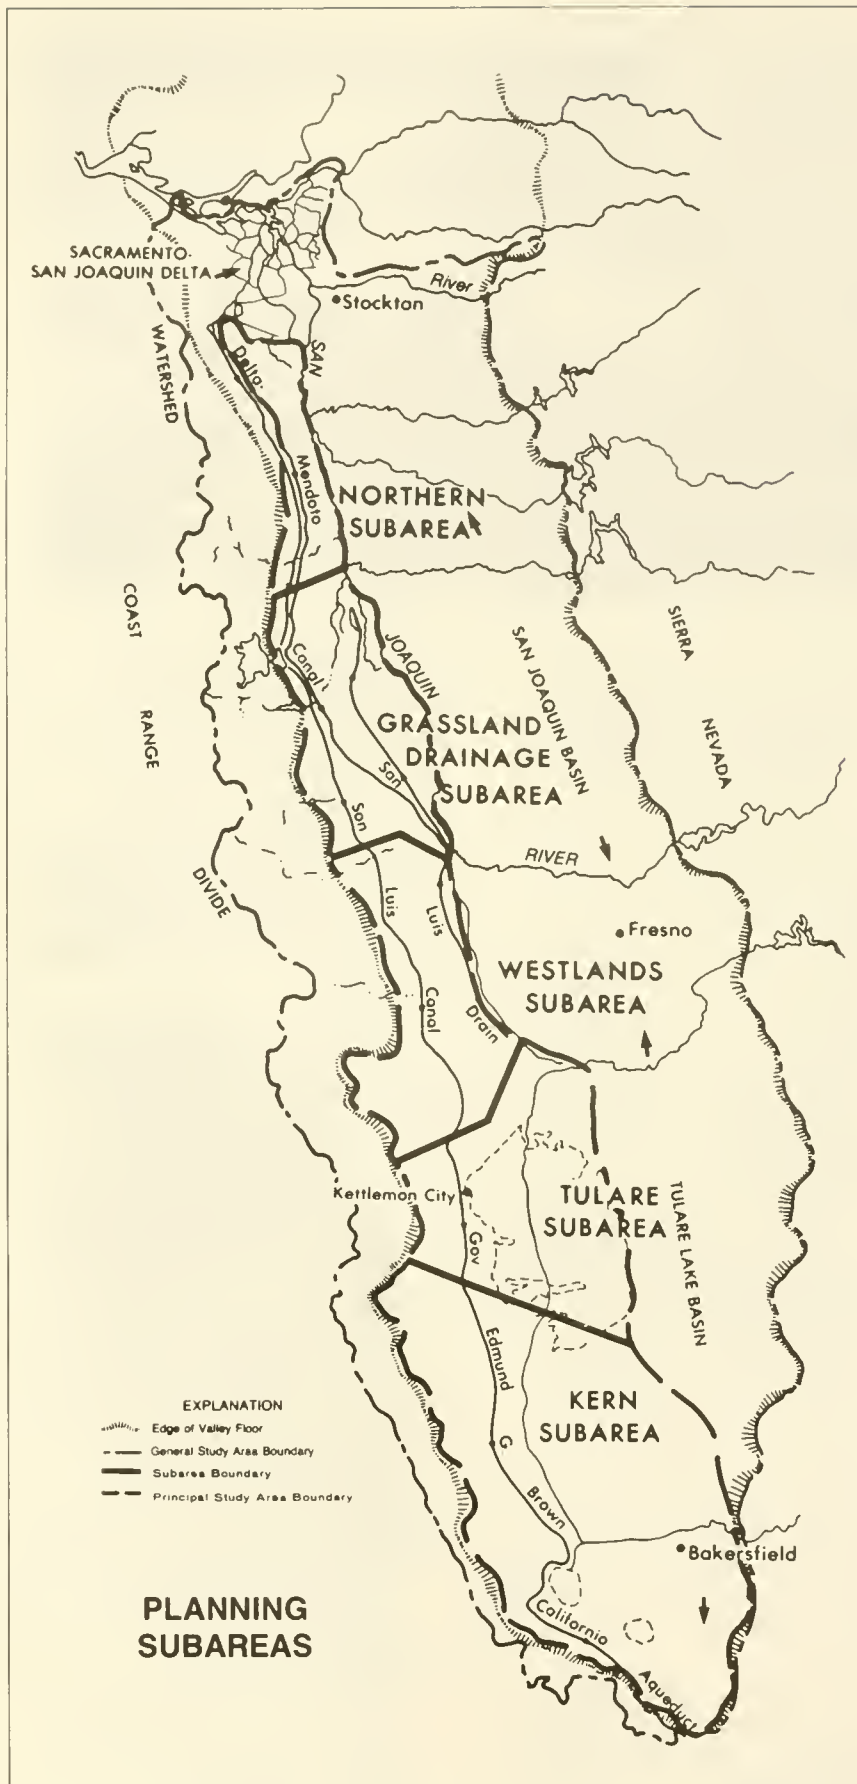 SACRAMENTO-
SAN JOAQUIN DELTA
River
Stockton
WATERSHED
SAN
Delta-
Mendota
NORTHERN
SUBAREA
COAST
RANGE
DIVIDE
Canal
JOAQUIN
SAN JOAQUIN BASIN
SIERRA
NEVADA
GRASSLAND
DRAINAGE
SUBAREA
San
San
RIVER
Luis
Luis
Fresno
WESTLANDS
SUBAREA
Canal
Drain
Kettlemon City
TULARE
SUBAREA
TULARE LAKE BASIN
Gov
Edmund
G
Brown
KERN
SUBAREA
EXPLANATION
Edge of Valley Floor
General Study Area Boundary
Subarea Boundary
Principal Study Area Boundary
Bakersfield
California
Aqueduct
PLANNING
SUBAREAS